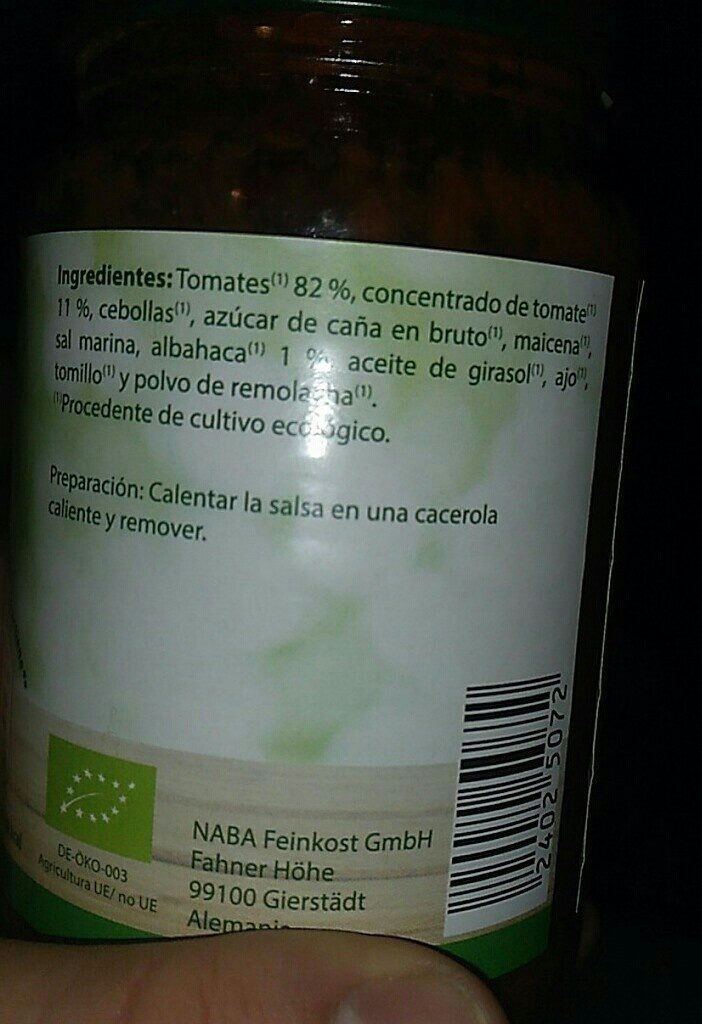 Ingredientes: Tomates(1) 82 %, concentrado de tomate(1)
11 %, cebollas(1), azúcar de caña en bruto(1), maicena(1),
sal marina, albahaca(1) 1 %, aceite de girasol(1), ajo(1),
tomillo(1) y polvo de remolacha(1).
(1)Procedente de cultivo ecológico.
Preparación: Calentar la salsa en una cacerola
caliente y remover.
DE-ÖKO-003
Agricultura UE/ no UE
NABA Feinkost GmbH
Fahner Höhe
99100 Gierstädt
Alemania
2402 5072